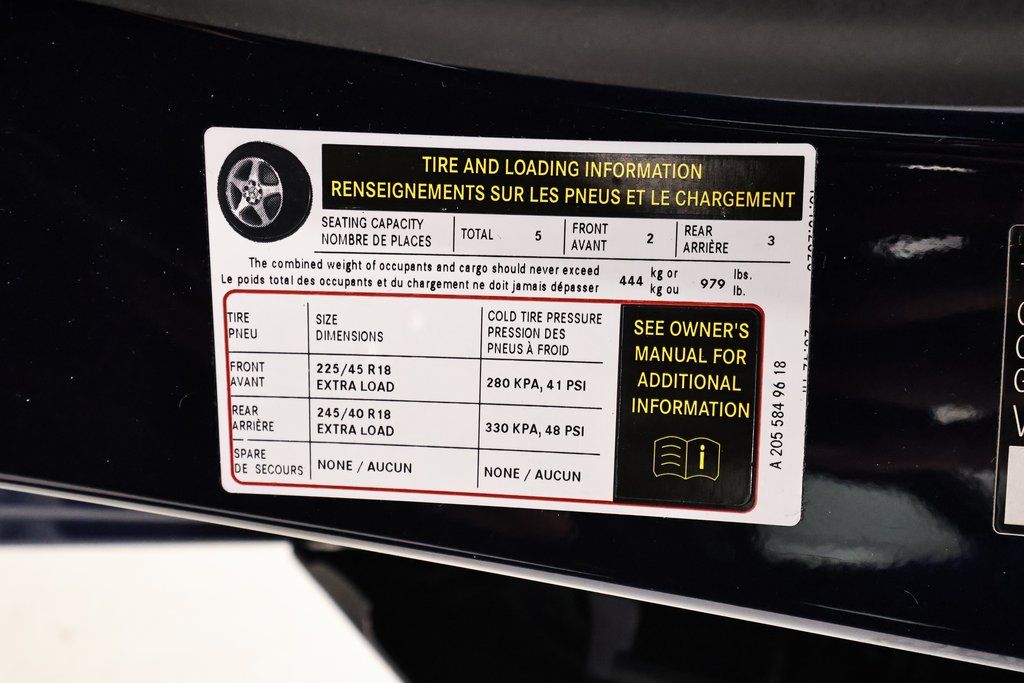 TIRE AND LOADING INFORMATION
RENSEIGNEMENTS SUR LES PNEUS ET LE CHARGEMENT
SEATING CAPACITY
NOMBRE DE PLACES
TOTAL 5
FRONT
AVANT
2
REAR
ARRIÈRE
3
The combined weight of occupants and cargo should never exceed
Le poids total des occupants et du chargement ne doit jamais dépasser
444
kg or
kg ou
979
lbs.
lb.
TIRE
PNEU
SIZE
DIMENSIONS
COLD TIRE PRESSURE
PRESSION DES
PNEUS À FROID
FRONT
AVANT
225/45 R18
EXTRA LOAD
280 KPA, 41 PSI
REAR
ARRIÈRE
245/40 R18
EXTRA LOAD
330 KPA, 48 PSI
SPARE
DE SECOURS
NONE / AUCUN
NONE / AUCUN
SEE OWNER'S
MANUAL FOR
ADDITIONAL
INFORMATION
i
A 205 584 96 18